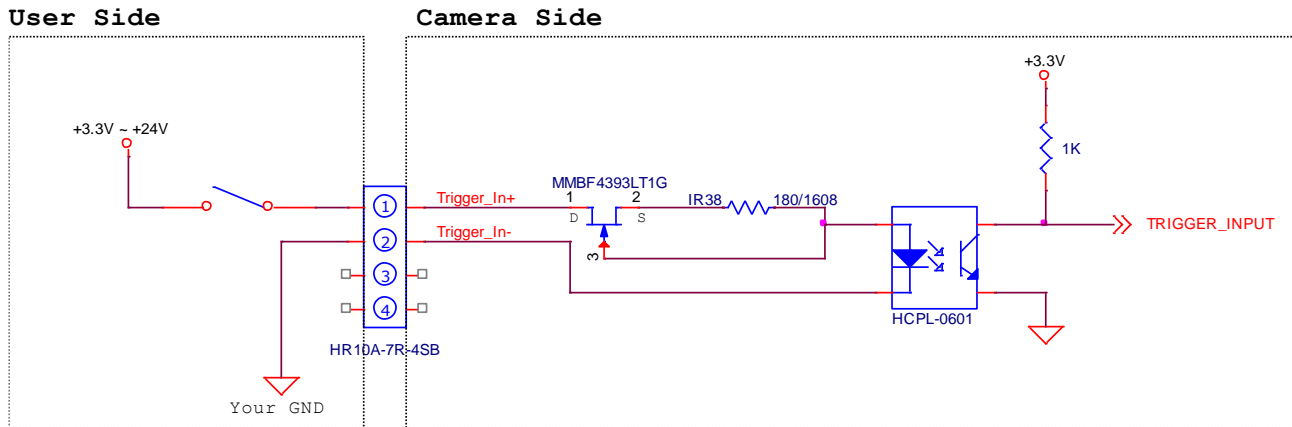 User Side
Camera Side
+3.3V
+3.3V ~ +24V
1K
MMBF4393LT1G
1
2
IR38
180/1608
D
S
Trigger_In+
1
Trigger_In-
2
3
TRIGGER_INPUT
3
4
HCPL-0601
HR10A-7R-4SB
Your GND